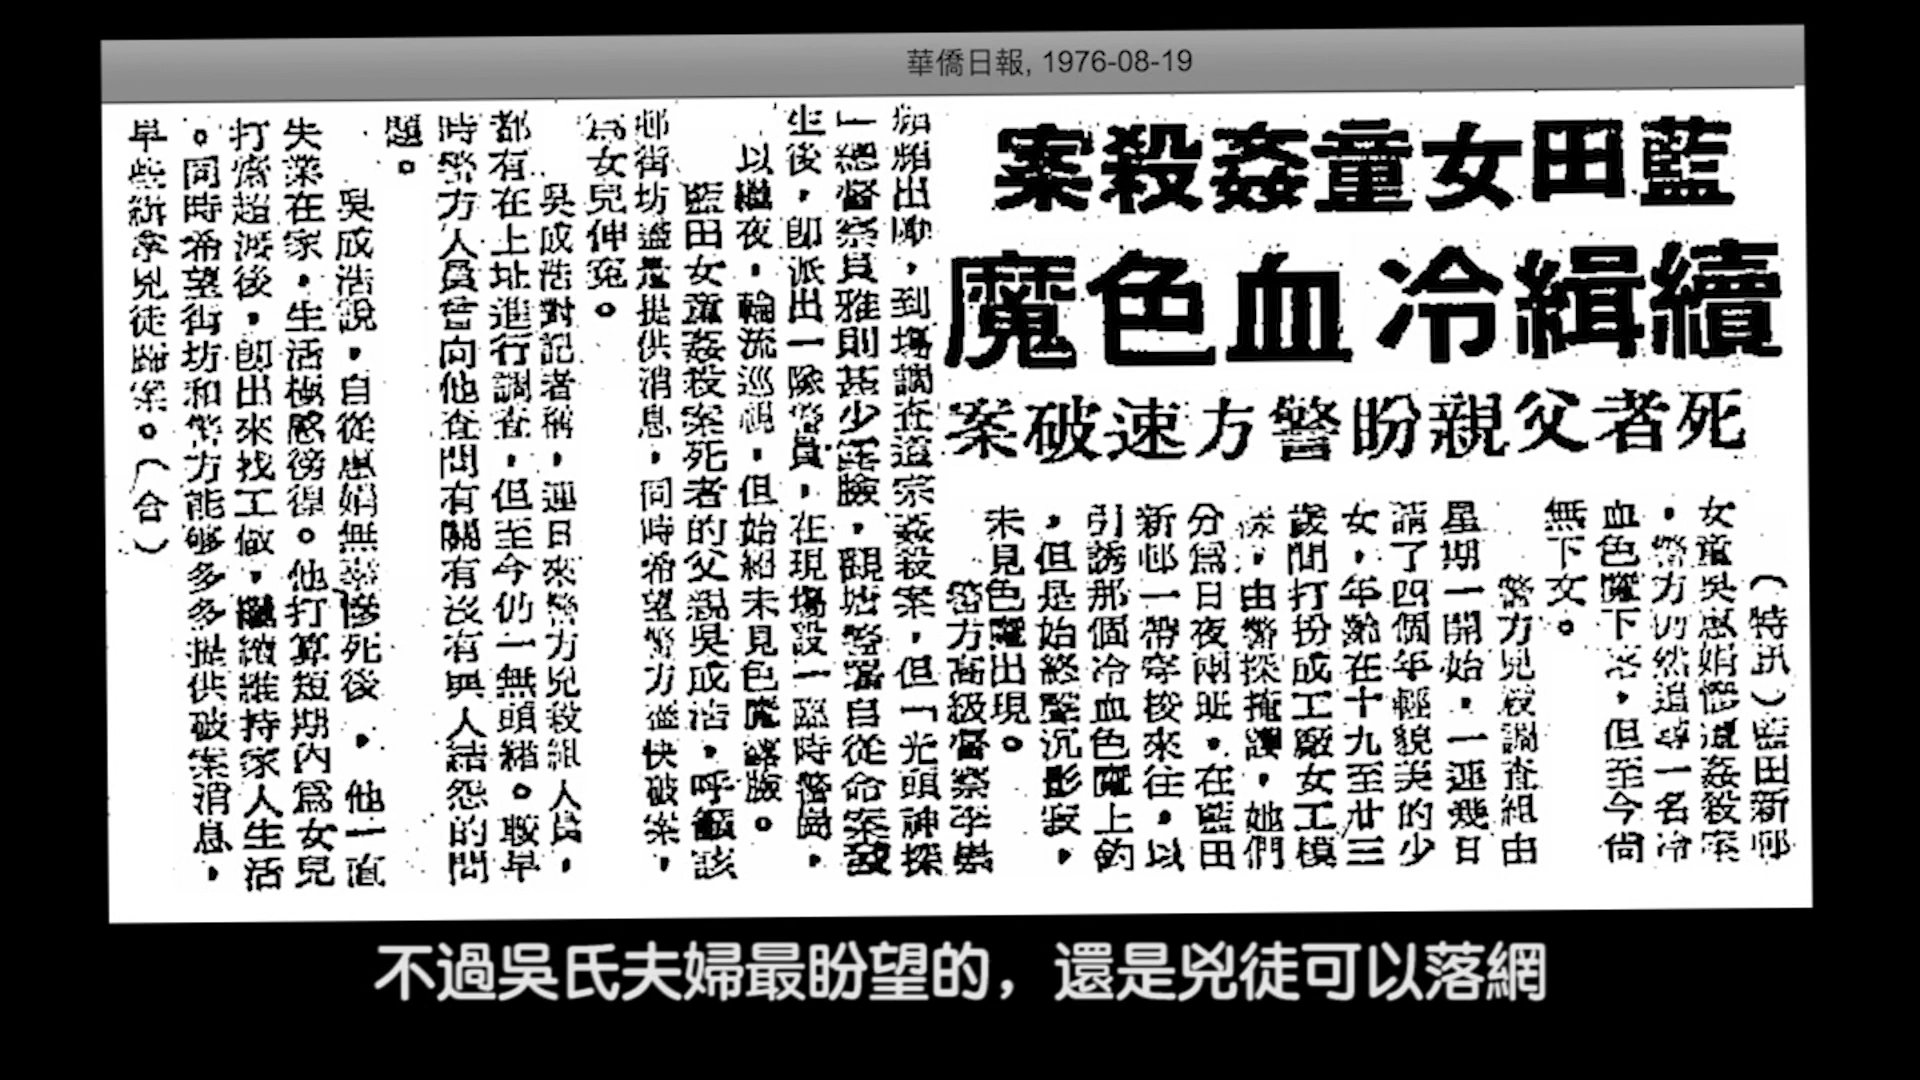 華僑日報, 1976-08-19
藍田女童姦殺案
續緝冷血色魔
死者父親盼警方速破案
（特訊）藍田新邨
女童吳惠娟慘遭姦殺案
，警方仍然追尋一名冷
血色魔下落，但至今尚
無下文。
警方兇殺調查組由
星期一開始，一連幾日
請了四個年輕貌美的少
女，年齡在十九至廿三
歲間打扮成工廠女工模
樣，由警探掩護，她們
分爲日夜兩班，在藍田
新邨一帶穿梭來往，以
引誘那個冷血色魔上釣
，但是始終聲沉影寂，
未見色魔出現。
警方高級督察李
頻頻出動，到場調查這宗姦殺案，但「光頭神探
」總督察員雅則甚少在臉，觀塘警署自從命案發
生後，卽派出一隊警員，在現場設一臨時警崗，
以繼夜，輪流巡視，但始終未見色魔露臉。
藍田女童姦殺案死者的父親吳成浩，呼籲該
邨街坊盡量提供消息，同時希望警方盡快破案，
爲女兒伸冤。
吳成浩對記者稱，連日來警方兇殺組人員，
都有在上址進行調查，但至今仍一無頭緒。較早
時警方人員曾向他查問有關有沒有與人結怨的問
題。
吳成浩說，自從惠娟無辜慘死後，，他一直
失業在家，生活極感徬徨。他打算短期內爲女兒
打齋超渡後，卽出來找工做，繼續維持家人生活
。同時希望街坊和警方能够多多提供破案消息，
早些緝拿兇徒歸案。（合）
不過吳氏夫婦最盼望的，還是兇徒可以落網